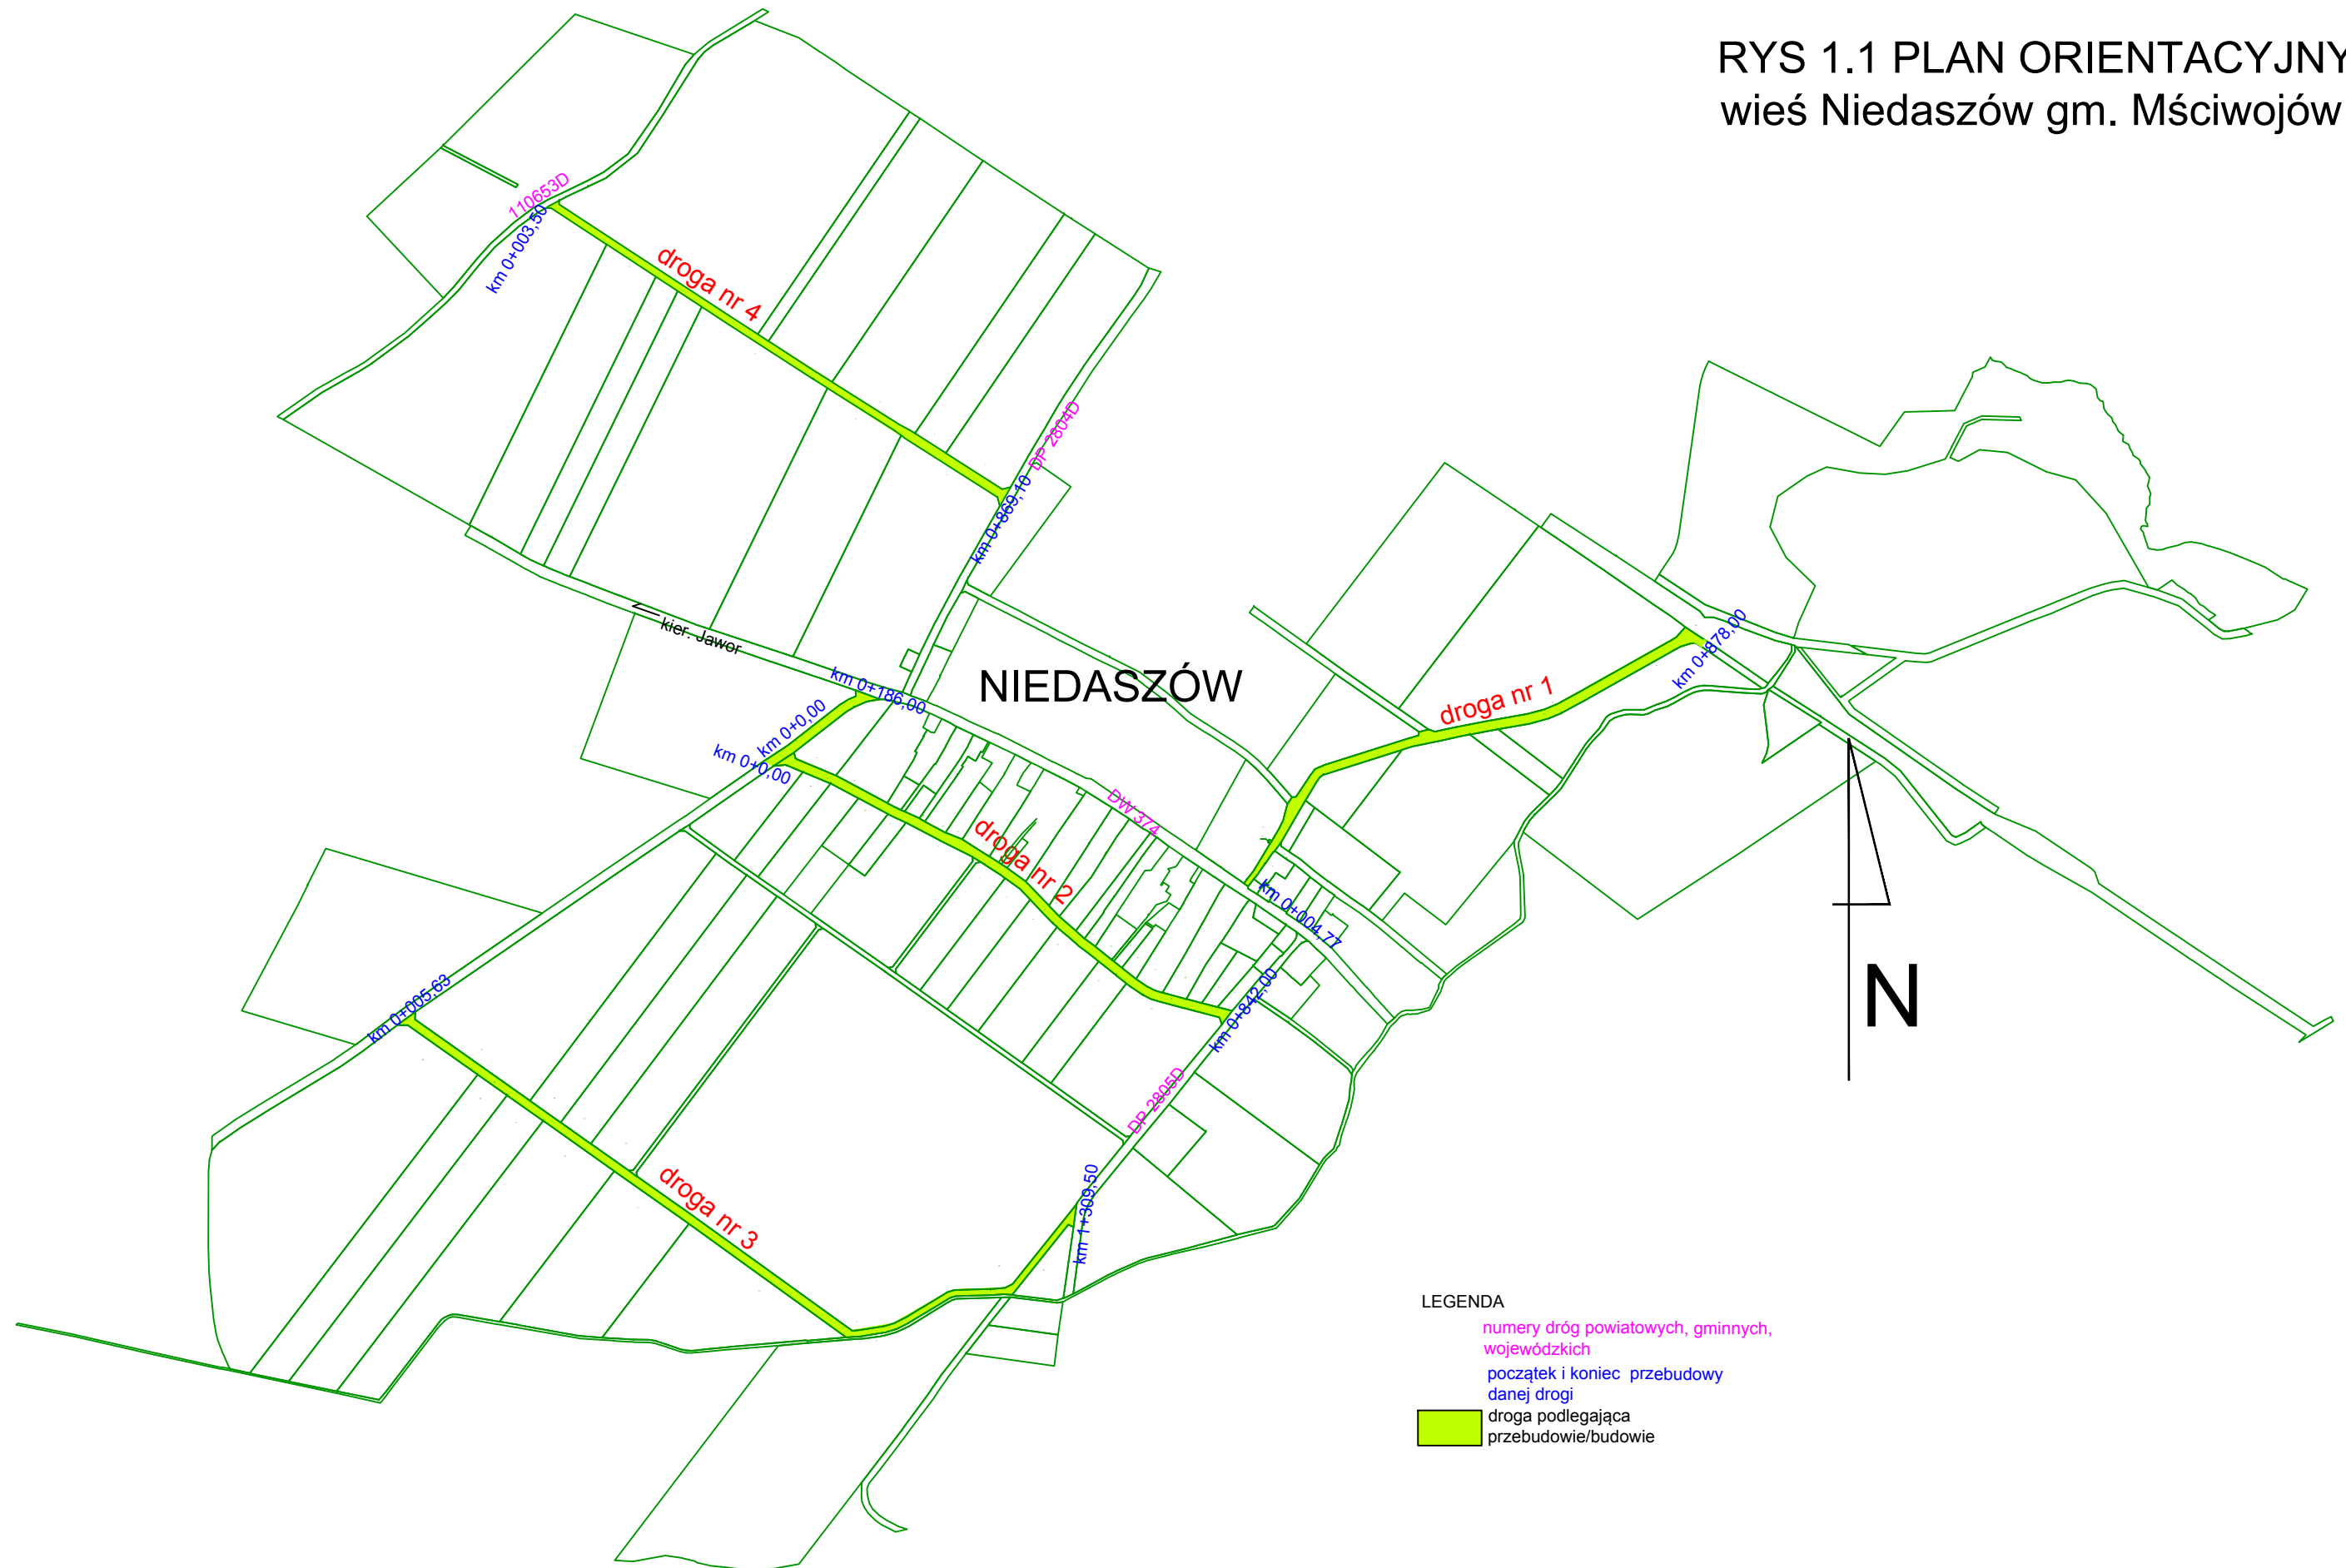 RYS 1.1 PLAN ORIENTACYJNY
wieś Niedaszów gm. Mściwojów
110653D
km 0+003,50
droga nr 4
DP 2804D
km 0+869,10
kier. Jawor
km 0+186,00
NIEDASZÓW
km 0+0,00
km 0+0,00
droga nr 1
km 0+878,00
DW 374
droga nr 2
km 0+004,77
km 0+842,00
km 0+005,63
DP 2805D
droga nr 3
km 1+309,50
N
LEGENDA
numery dróg powiatowych, gminnych,
wojewódzkich
początek i koniec przebudowy
danej drogi
droga podlegająca
przebudowie/budowie